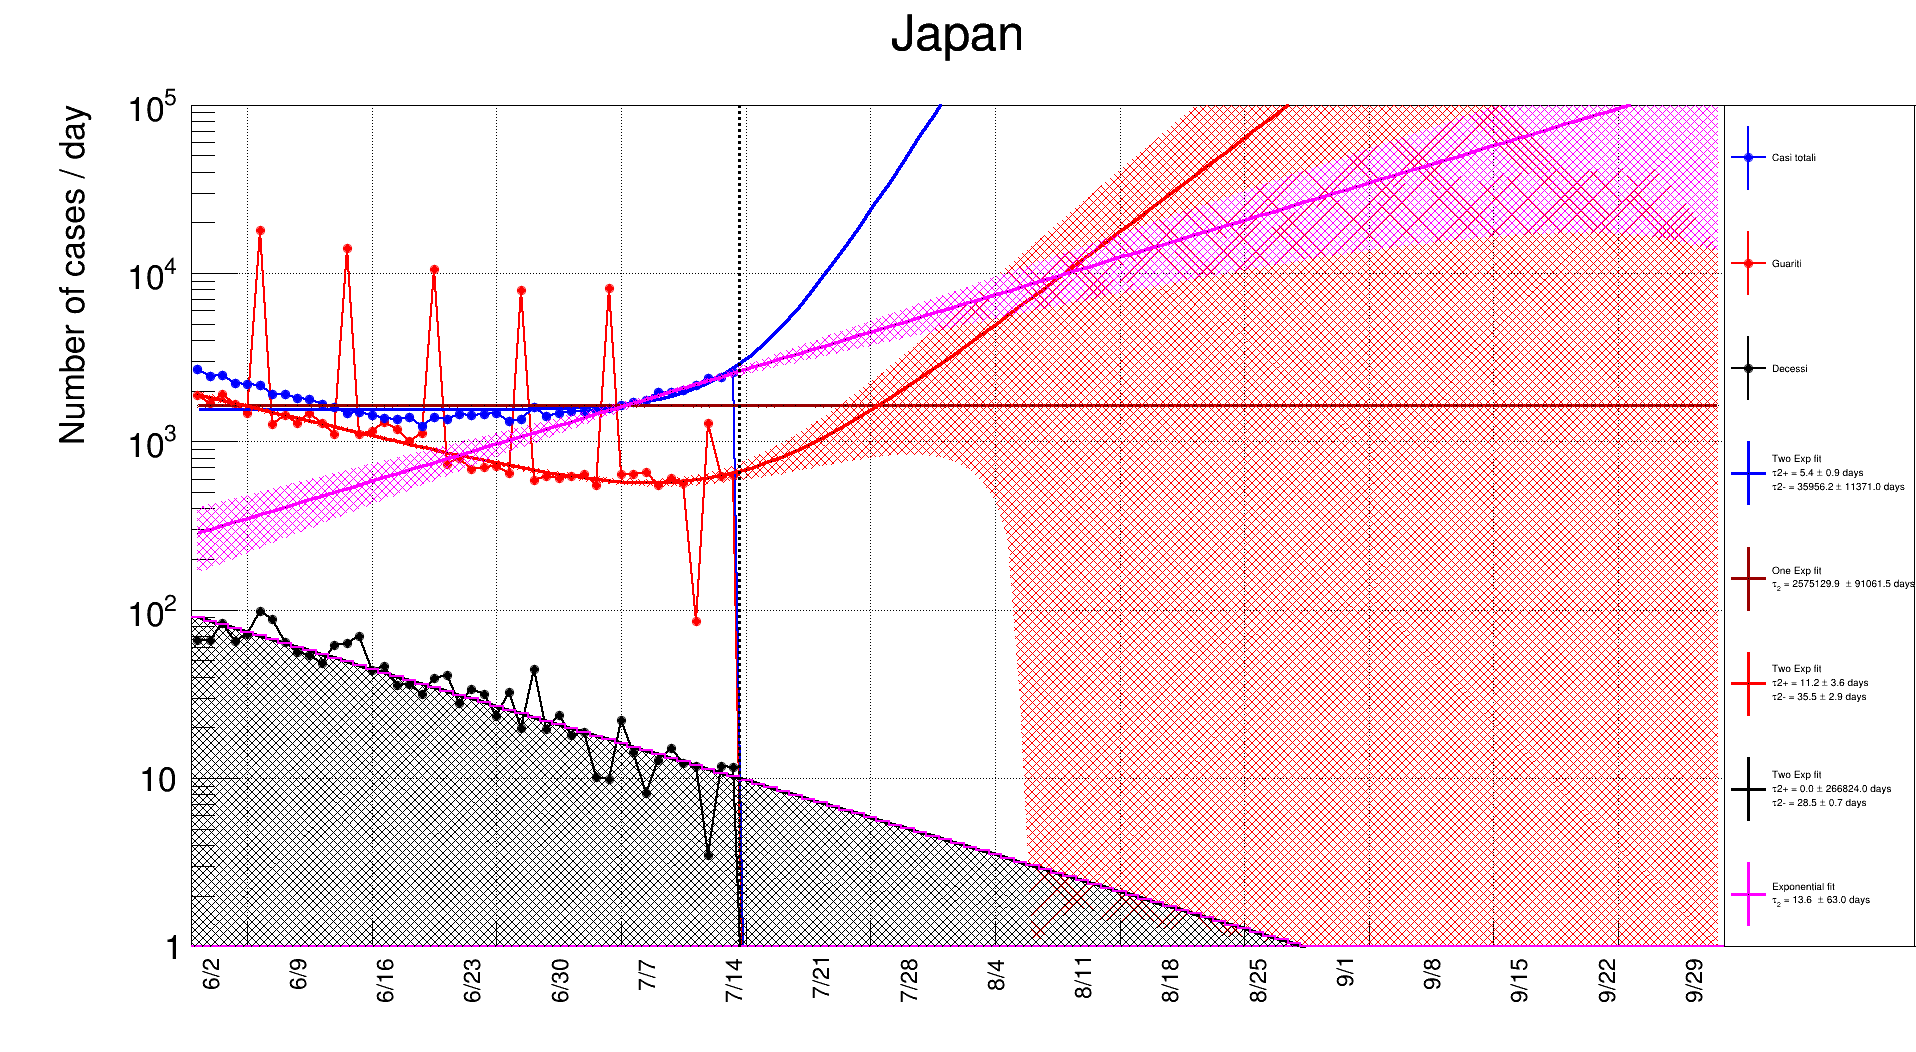 Japan
Number of cases / day
10^5
10^4
10^3
10^2
10
1
6/2
6/9
6/16
6/23
6/30
7/7
7/14
7/21
7/28
8/4
8/11
8/18
8/25
9/1
9/8
9/15
9/22
9/29
Casi totali
Guariti
Decessi
Two Exp fit
τ2+ = 5.4 ± 0.9 days
τ2- = 35956.2 ± 11371.0 days
One Exp fit
τ₂ = 2575129.9 ± 91061.5 days
Two Exp fit
τ2+ = 11.2 ± 3.6 days
τ2- = 35.5 ± 2.9 days
Two Exp fit
τ2+ = 0.0 ± 266824.0 days
τ2- = 28.5 ± 0.7 days
Exponential fit
τ₂ = 13.6 ± 63.0 days